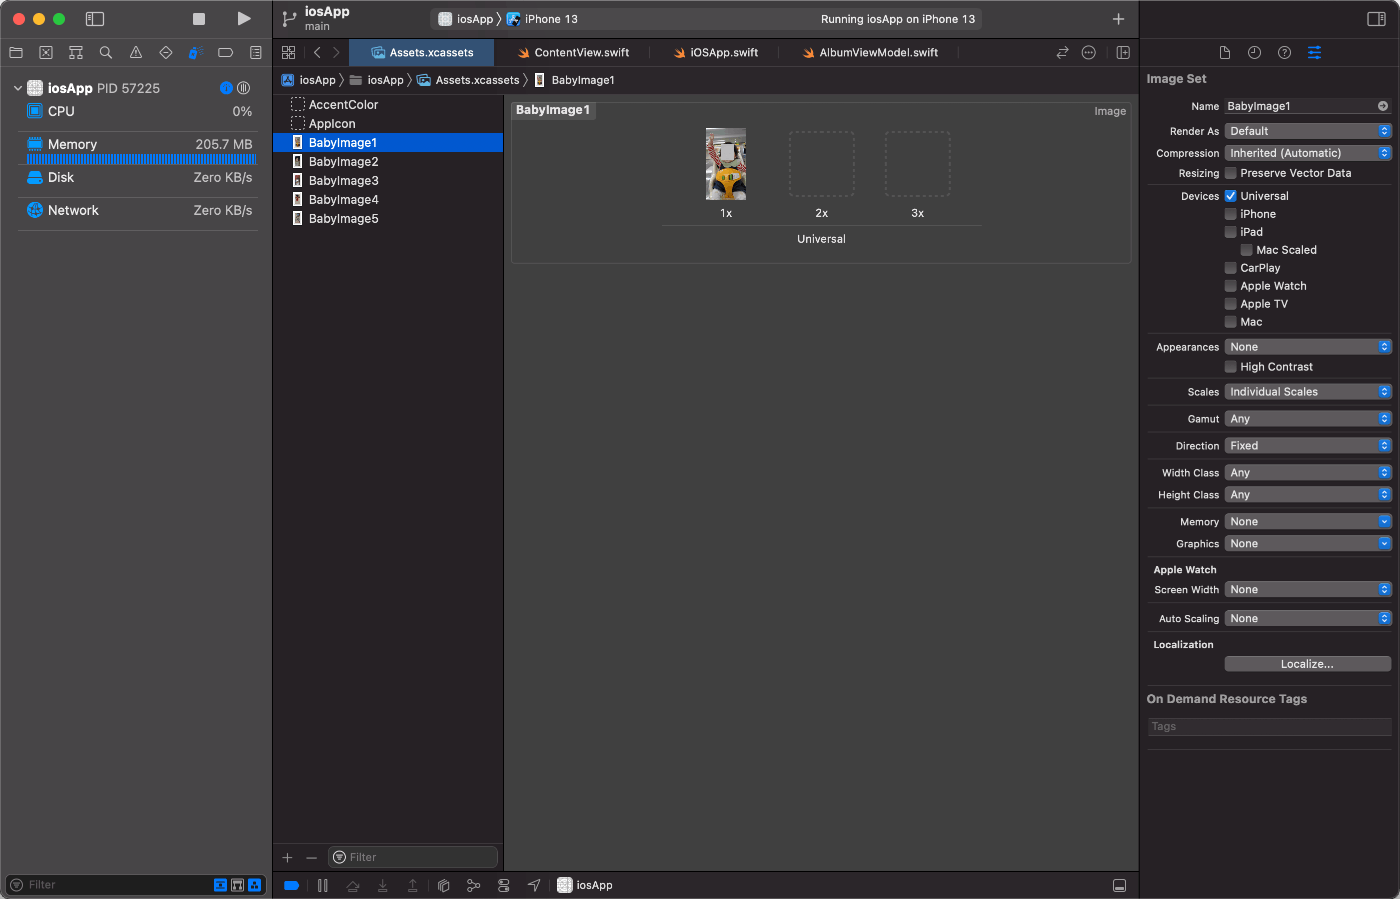 iosApp
main
iosApp
iPhone 13
Running iosApp on iPhone 13
Assets.xcassets
ContentView.swift
iOSApp.swift
AlbumViewModel.swift
iosApp
iosApp
Assets.xcassets
BabyImage1
iosApp PID 57225
CPU 0%
Memory 205.7 MB
Disk Zero KB/s
Network Zero KB/s
Filter
AccentColor
AppIcon
BabyImage1
BabyImage2
BabyImage3
BabyImage4
BabyImage5
Filter
BabyImage1
Image
1x 2x 3x
Universal
iosApp
Image Set
Name BabyImage1
Render As Default
Compression Inherited (Automatic)
Resizing Preserve Vector Data
Devices Universal
iPhone
iPad
Mac Scaled
CarPlay
Apple Watch
Apple TV
Mac
Appearances None
High Contrast
Scales Individual Scales
Gamut Any
Direction Fixed
Width Class Any
Height Class Any
Memory None
Graphics None
Apple Watch
Screen Width None
Auto Scaling None
Localization
Localize...
On Demand Resource Tags
Tags